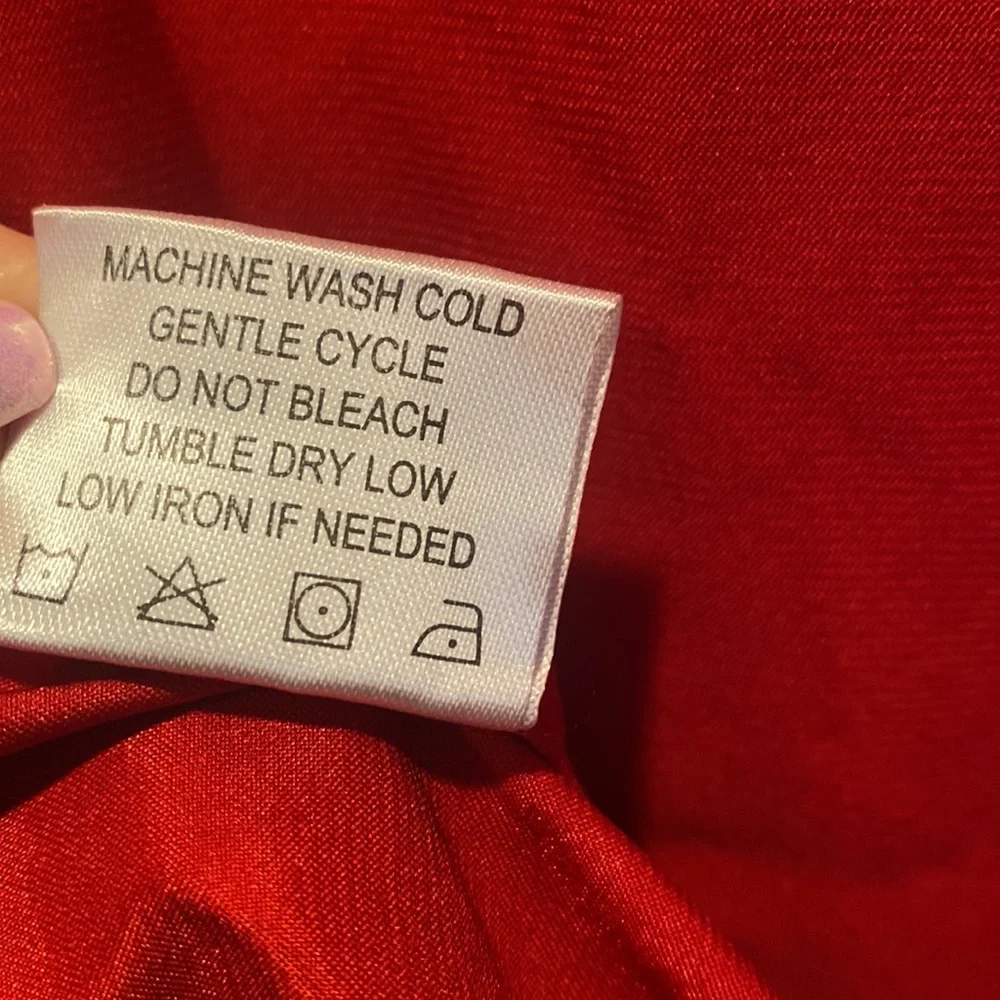 MACHINE WASH COLD
GENTLE CYCLE
DO NOT BLEACH
TUMBLE DRY LOW
LOW IRON IF NEEDED